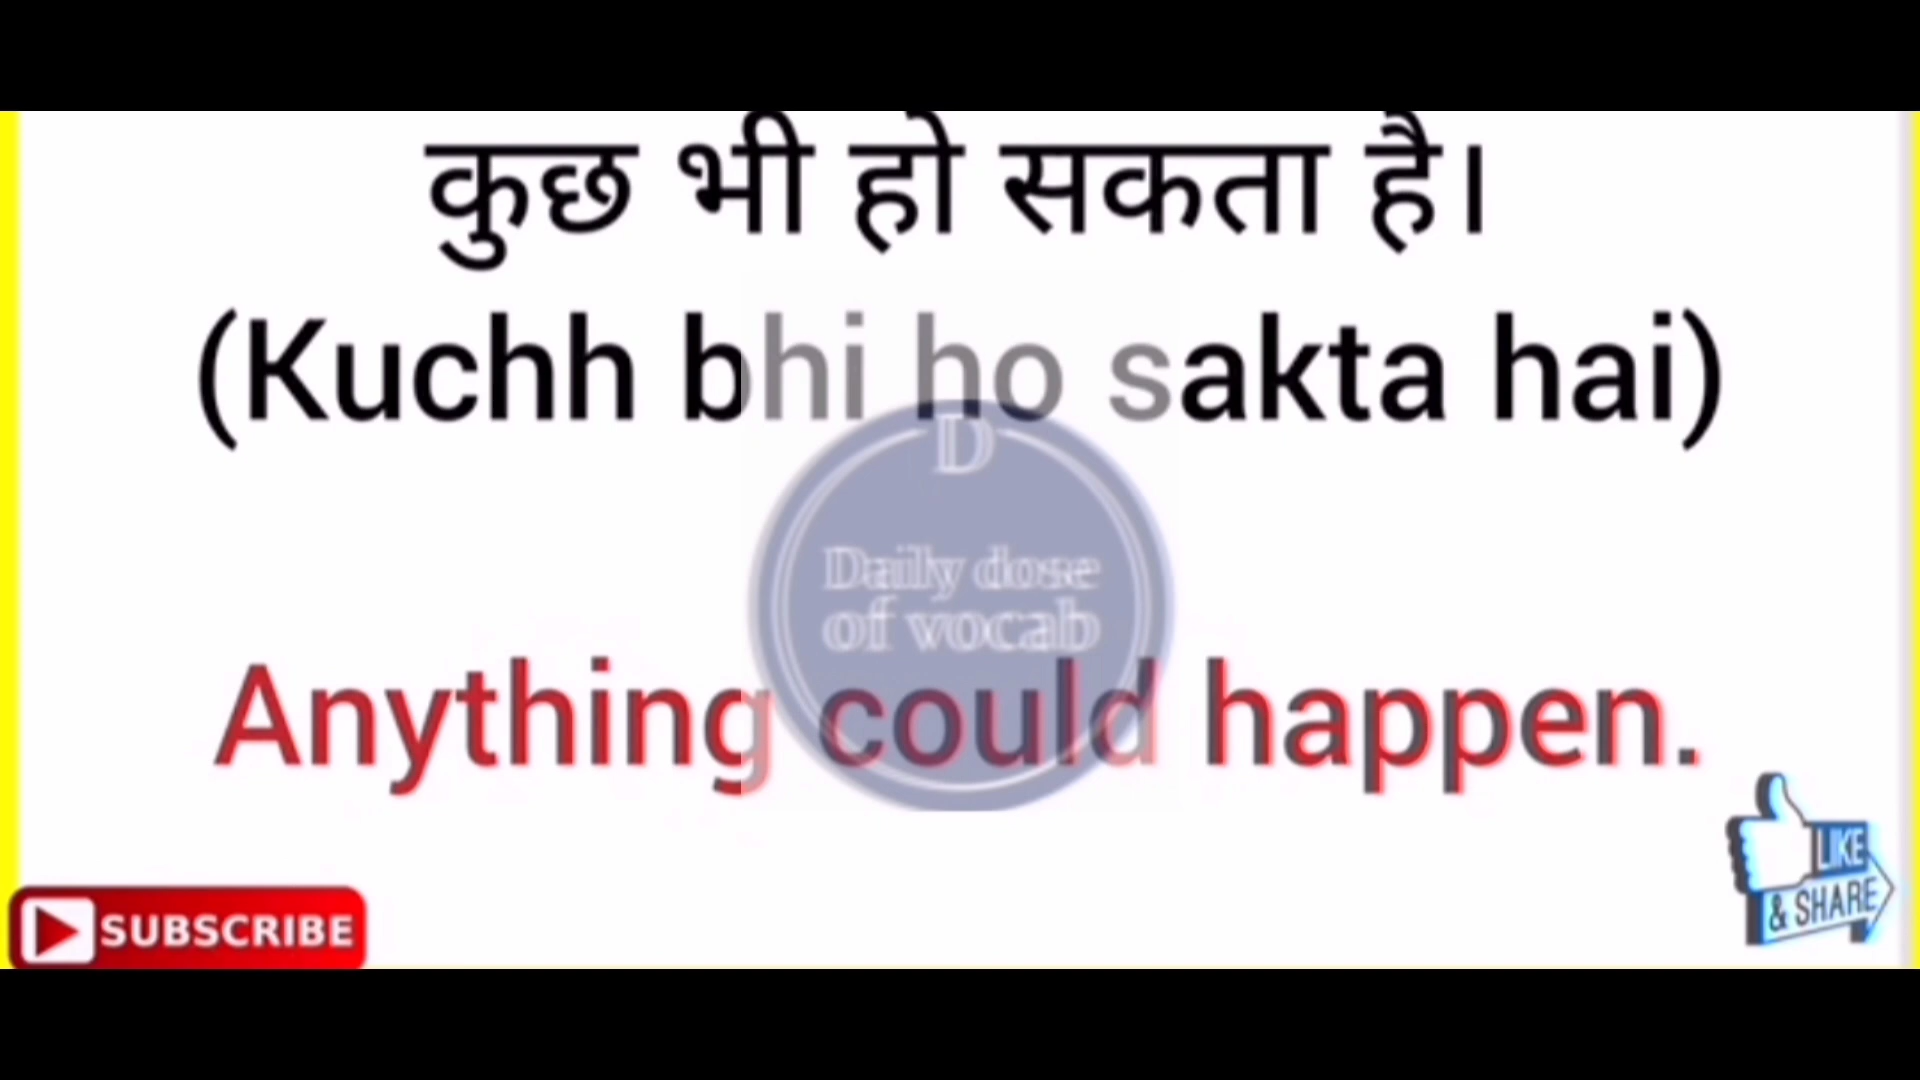 कुछ भी हो सकता है।
(Kuchh bhi ho sakta hai)
D
Daily dose
of vocab
Anything could happen.
LIKE
& SHARE
SUBSCRIBE